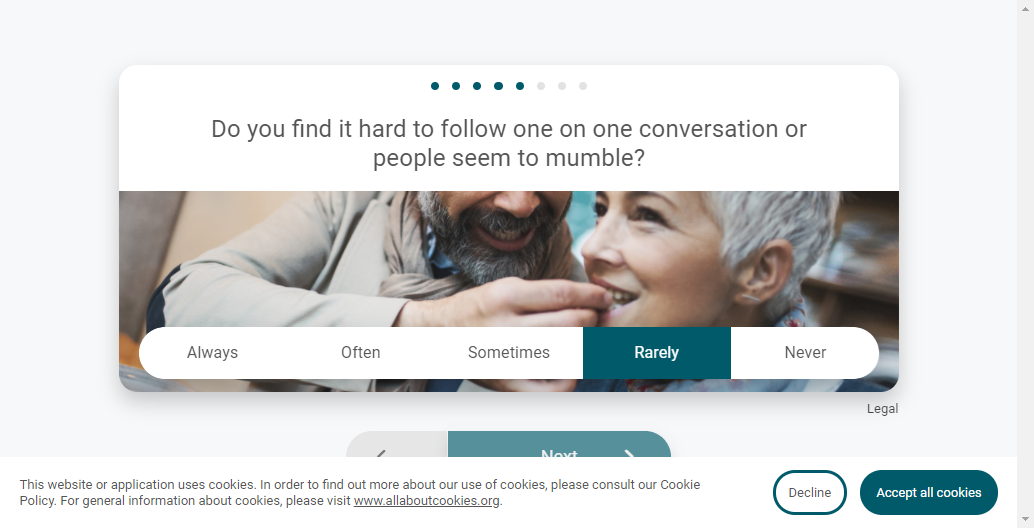 Do you find it hard to follow one on one conversation or
people seem to mumble?
Always Often Sometimes Rarely Never
Legal
Next
This website or application uses cookies. In order to find out more about our use of cookies, please consult our Cookie
Policy. For general information about cookies, please visit www.allaboutcookies.org.
Decline
Accept all cookies